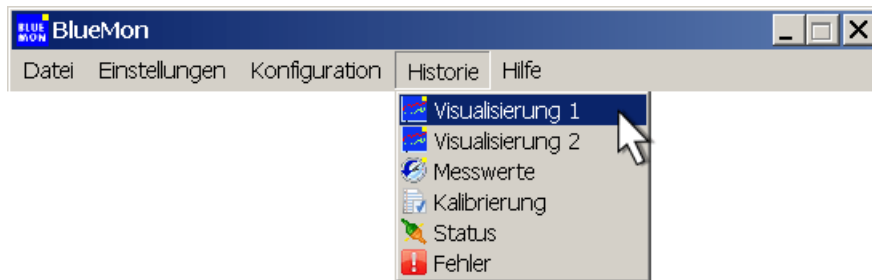 BLUE MON BlueMon
Datei Einstellungen Konfiguration Historie Hilfe
Visualisierung 1
Visualisierung 2
Messwerte
Kalibrierung
Status
Fehler